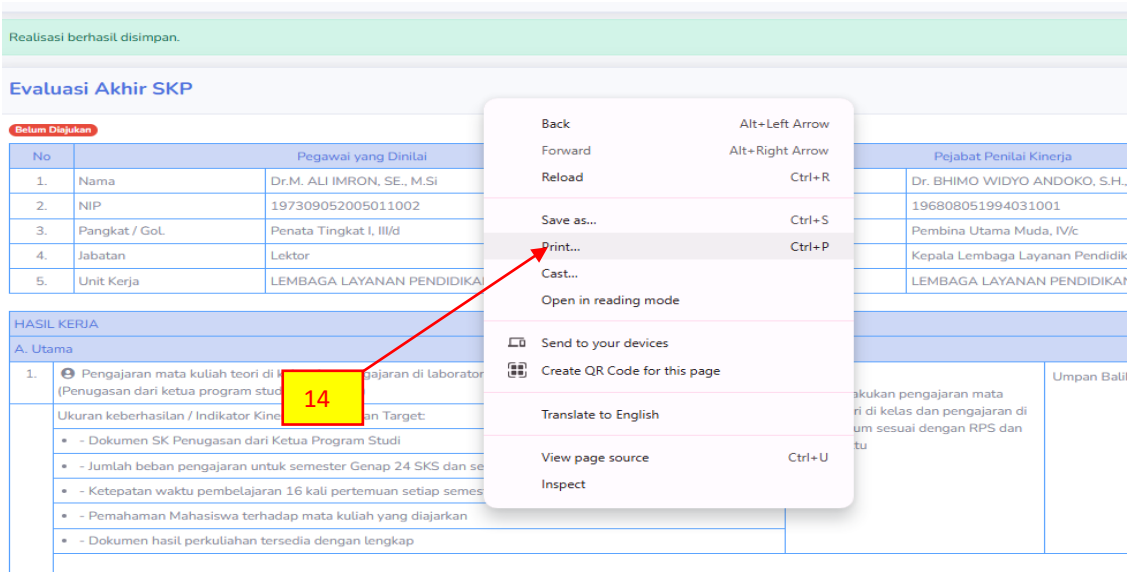 Realisasi berhasil disimpan.
Evaluasi Akhir SKP
Belum Diajukan
No Pegawai yang Dinilai Pejabat Penilai Kinerja
1. Nama Dr.M. ALI IMRON, SE., M.Si Dr. BHIMO WIDYO ANDOKO, S.H.,
2. NIP 197309052005011002 196808051994031001
3. Pangkat / Gol. Penata Tingkat I, III/d Pembina Utama Muda, IV/c
4. Jabatan Lektor Kepala Lembaga Layanan Pendidik
5. Unit Kerja LEMBAGA LAYANAN PENDIDIKA LEMBAGA LAYANAN PENDIDIKAN
Back Alt+Left Arrow
Forward Alt+Right Arrow
Reload Ctrl+R
Save as... Ctrl+S
Print... Ctrl+P
Cast...
Open in reading mode
Send to your devices
Create QR Code for this page
Translate to English
View page source Ctrl+U
Inspect
14
HASIL KERJA
A. Utama
1. Pengajaran mata kuliah teori di k gajaran di laborator
(Penugasan dari ketua program stud
Ukuran keberhasilan / Indikator Kine an Target:
• - Dokumen SK Penugasan dari Ketua Program Studi
• - Jumlah beban pengajaran untuk semester Genap 24 SKS dan se
• - Ketepatan waktu pembelajaran 16 kali pertemuan setiap semes
• - Pemahaman Mahasiswa terhadap mata kuliah yang diajarkan
• - Dokumen hasil perkuliahan tersedia dengan lengkap
akukan pengajaran mata
ri di kelas dan pengajaran di
um sesuai dengan RPS dan
tu
Umpan Bali